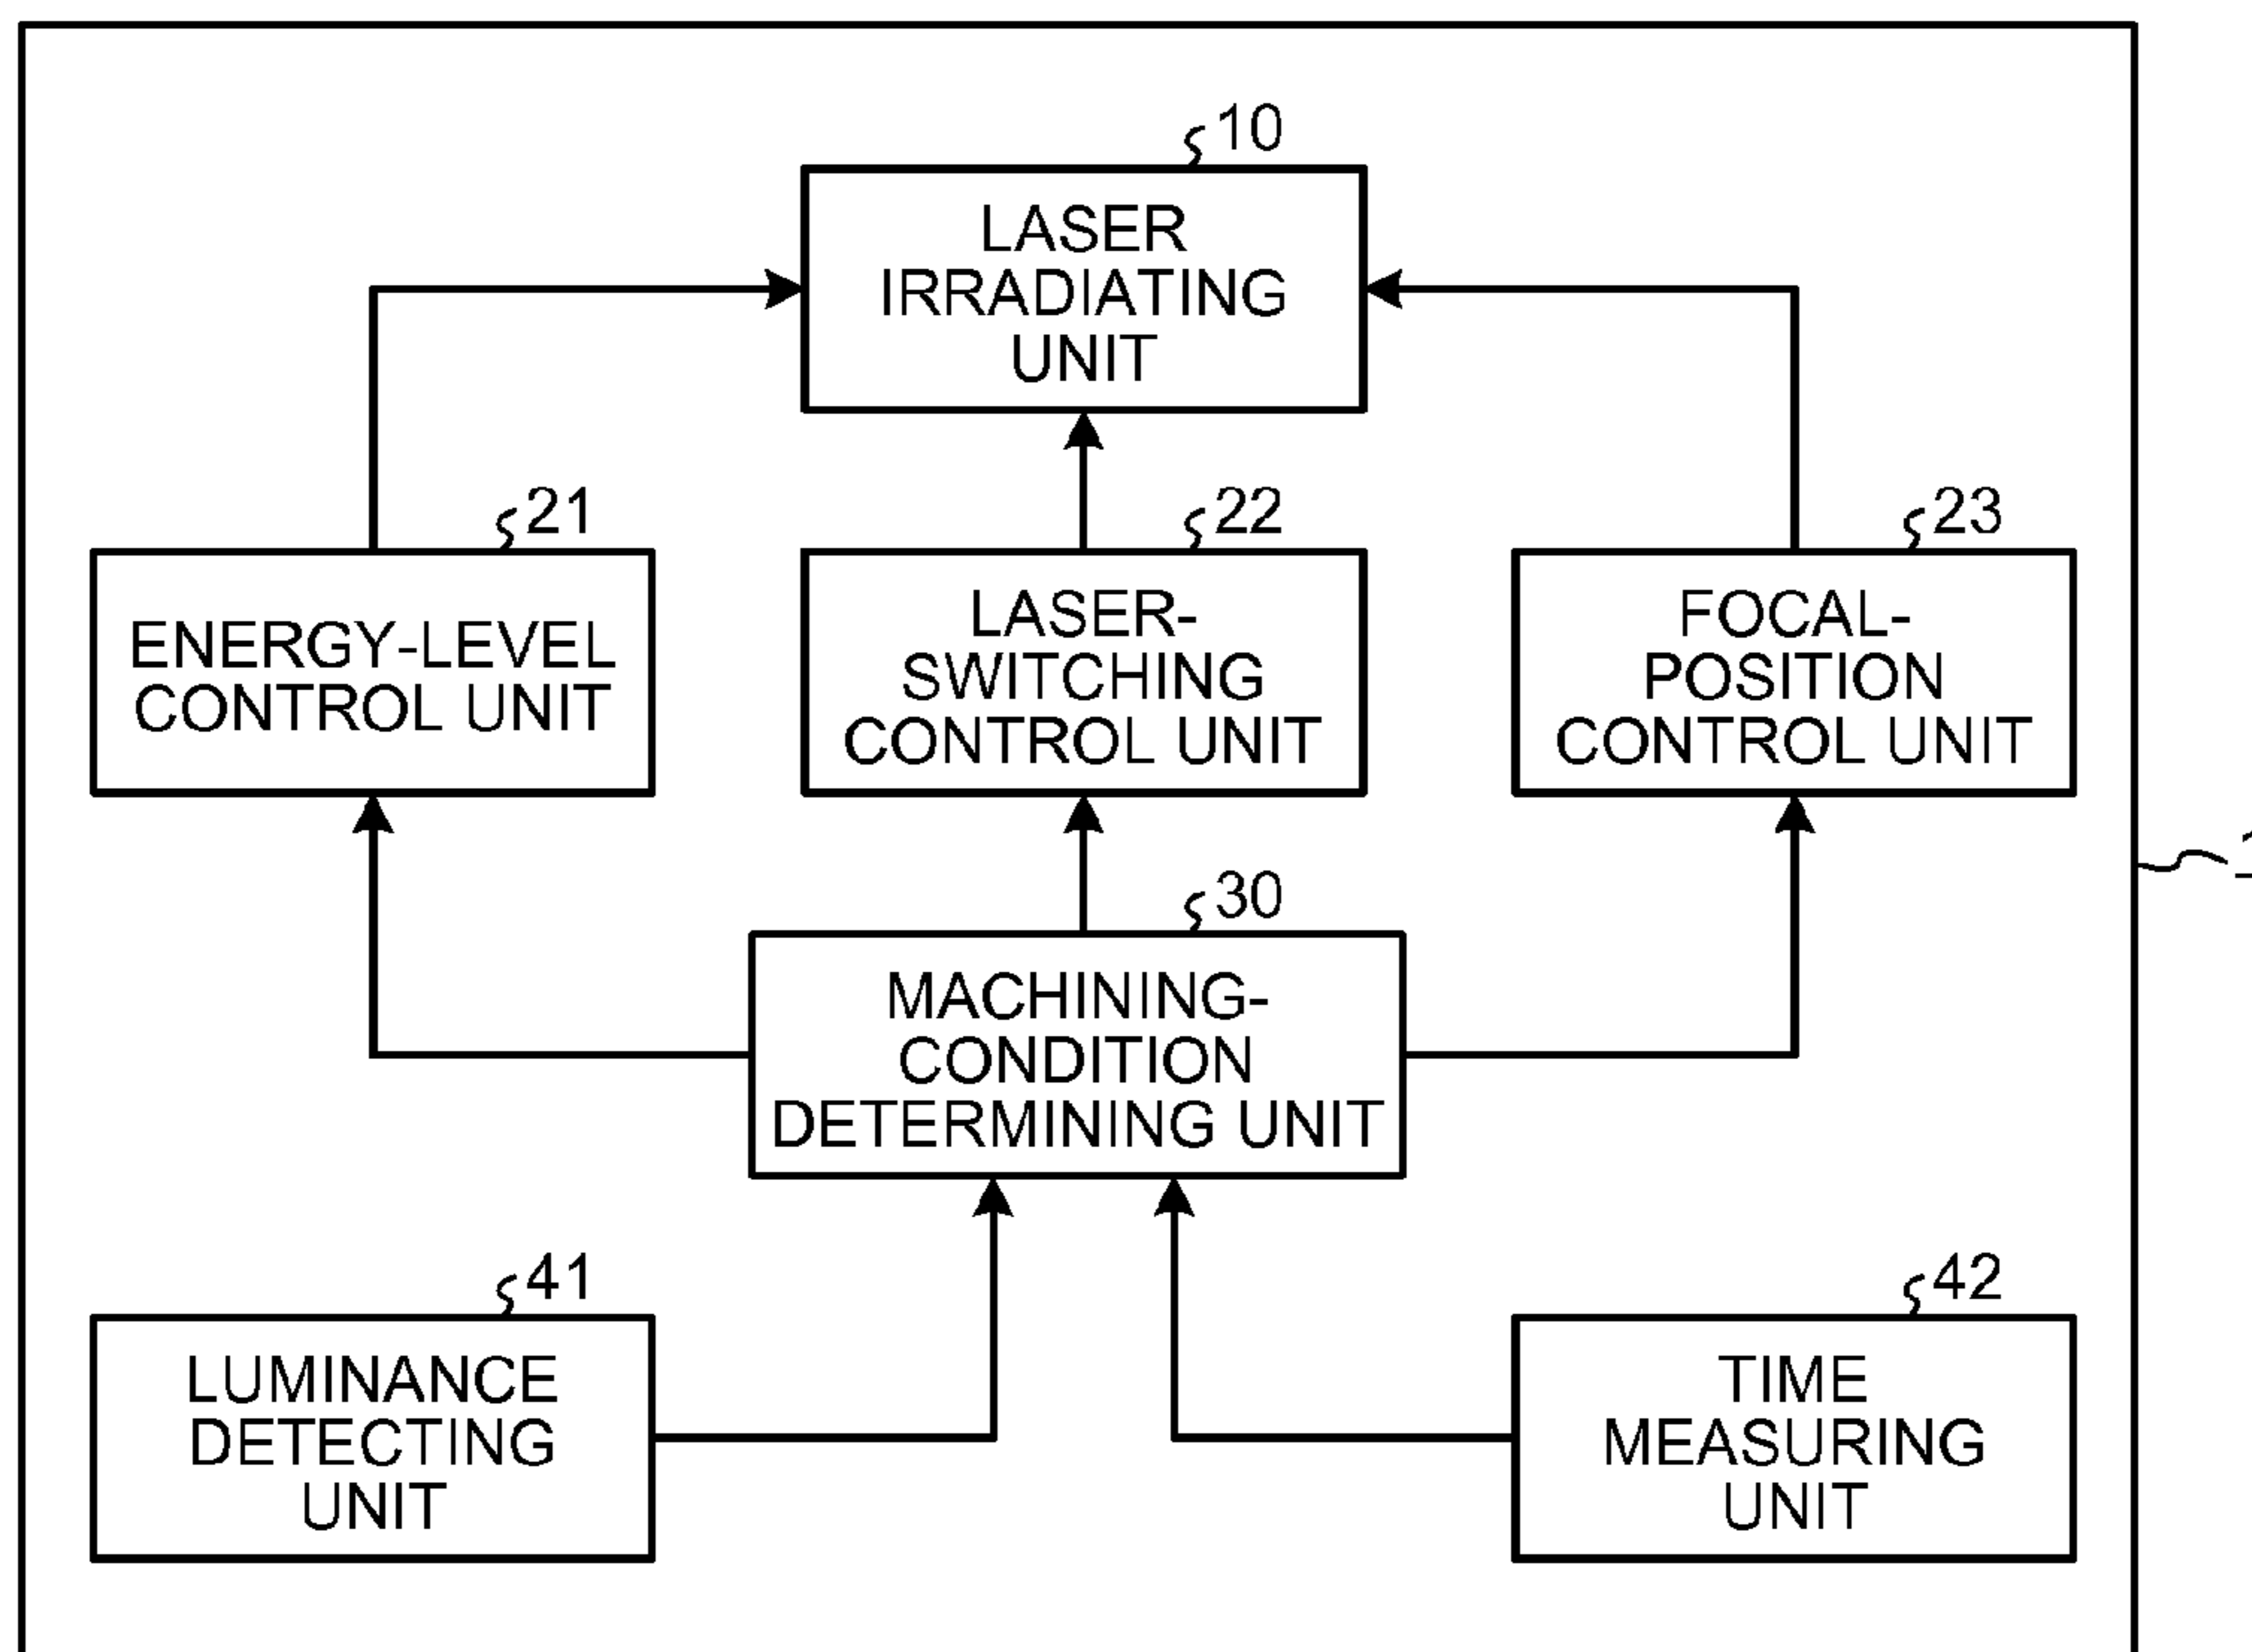 10
LASER
IRRADIATING
UNIT
21
22
23
ENERGY-LEVEL
CONTROL UNIT
LASER-
SWITCHING
CONTROL UNIT
FOCAL-
POSITION
CONTROL UNIT
30
MACHINING-
CONDITION
DETERMINING UNIT
41
42
LUMINANCE
DETECTING
UNIT
TIME
MEASURING
UNIT